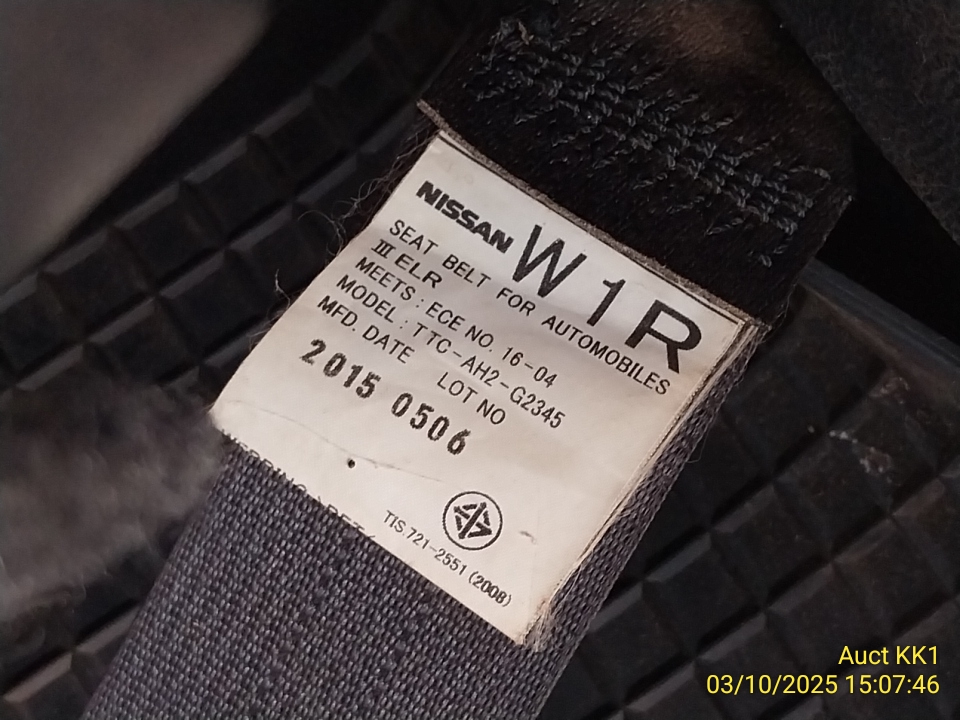 NISSAN W1R
SEAT BELT FOR AUTOMOBILES
III ELR
MEETS : ECE NO. 16-04
MODEL : TTC-AH2-G2345
MFD. DATE LOT NO
2015 0506
TIS.721-2551 (2008)
Auct KK1
03/10/2025 15:07:46